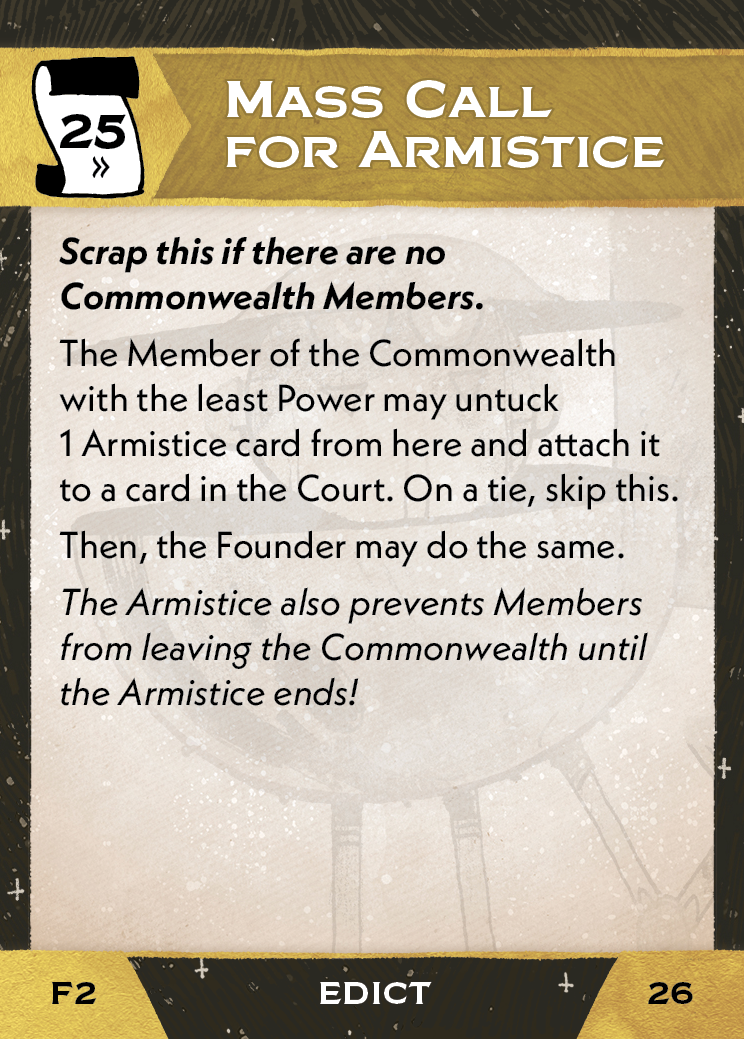 25
»
MASS CALL
FOR ARMISTICE
Scrap this if there are no
Commonwealth Members.
The Member of the Commonwealth
with the least Power may untuck
1 Armistice card from here and attach it
to a card in the Court. On a tie, skip this.
Then, the Founder may do the same.
The Armistice also prevents Members
from leaving the Commonwealth until
the Armistice ends!
F2
EDICT
26